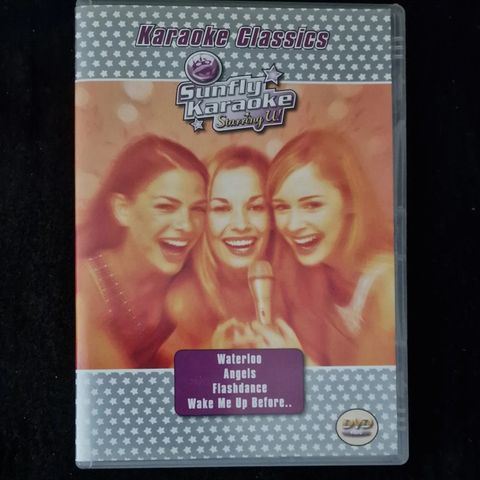 Karaoke Classics
Sunfly
Karaoke
Starring U!
Waterloo
Angels
Flashdance
Wake Me Up Before..
DVD